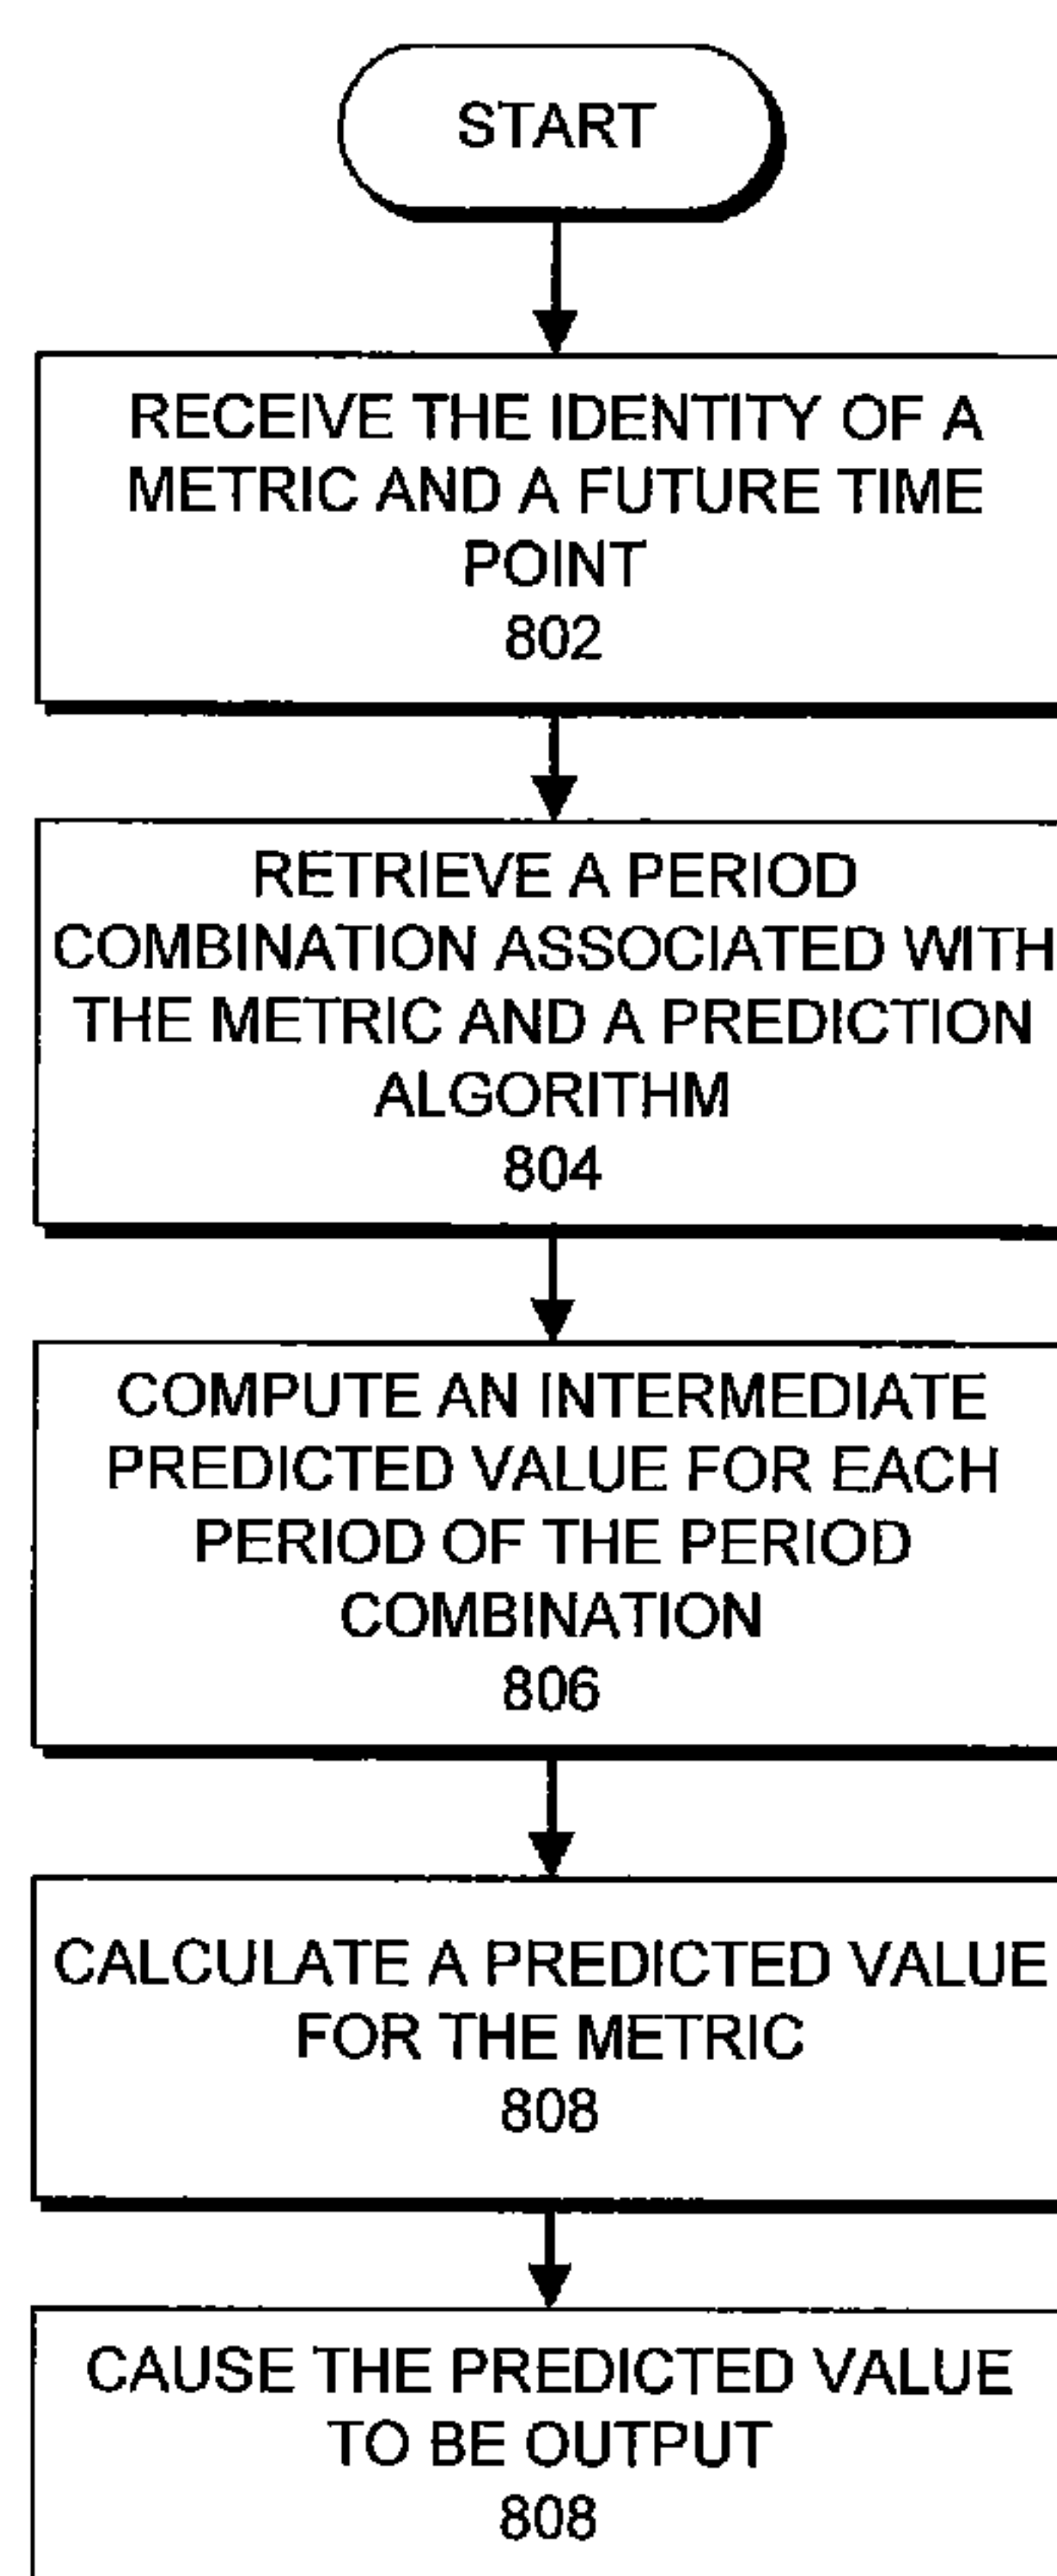 START
RECEIVE THE IDENTITY OF A
METRIC AND A FUTURE TIME
POINT
802
RETRIEVE A PERIOD
COMBINATION ASSOCIATED WITH
THE METRIC AND A PREDICTION
ALGORITHM
804
COMPUTE AN INTERMEDIATE
PREDICTED VALUE FOR EACH
PERIOD OF THE PERIOD
COMBINATION
806
CALCULATE A PREDICTED VALUE
FOR THE METRIC
808
CAUSE THE PREDICTED VALUE
TO BE OUTPUT
808